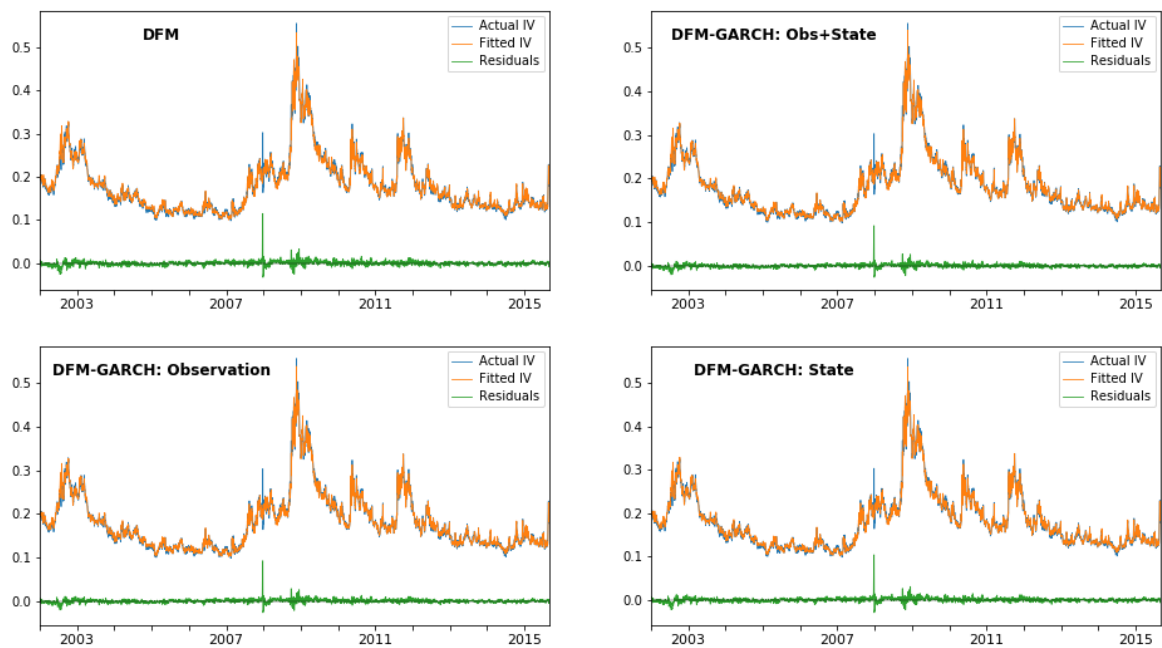 DFM
Actual IV
Fitted IV
Residuals
0.5
0.4
0.3
0.2
0.1
0.0
2003
2007
2011
2015
DFM-GARCH: Obs+State
Actual IV
Fitted IV
Residuals
0.5
0.4
0.3
0.2
0.1
0.0
2003
2007
2011
2015
DFM-GARCH: Observation
Actual IV
Fitted IV
Residuals
0.5
0.4
0.3
0.2
0.1
0.0
2003
2007
2011
2015
DFM-GARCH: State
Actual IV
Fitted IV
Residuals
0.5
0.4
0.3
0.2
0.1
0.0
2003
2007
2011
2015